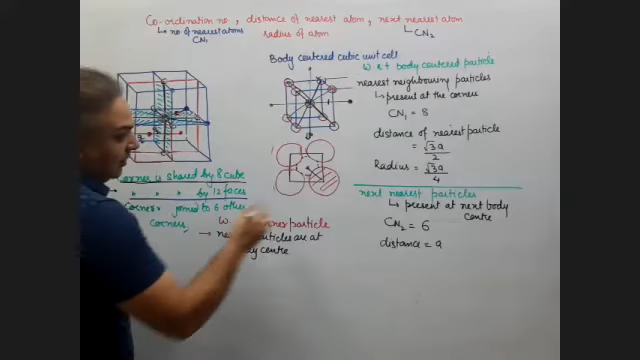 Co-ordination no, distance of nearest atom, next nearest atom
↳ no of nearest atoms
CN₁
radius of atom
↳ CN₂
Body centered cubic unit cell
w r t body centered particle
nearest neighbouring particles
↳ present at the corners
CN₁ = 8
distance of nearest particle
= √3a
2
Radius = √3a
4
Corner is shared by 8 cube
" " " by 12 faces
Corner joined to 6 other
corners,
w particle
→ particles are at
centre
next nearest particles
↳ present at next body
centre
CN₂ = 6
distance = a